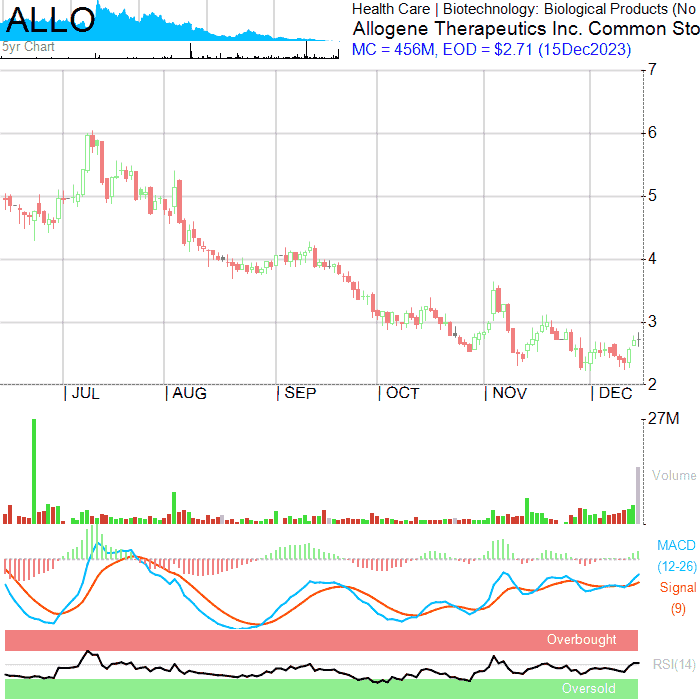 ALLO
5yr Chart
Health Care | Biotechnology: Biological Products (No
Allogene Therapeutics Inc. Common Sto
MC = 456M, EOD = $2.71 (15Dec2023)
7
6
5
4
3
2
| JUL | AUG | SEP | OCT | NOV | DEC
27M
Volume
MACD
(12-26)
Signal
(9)
Overbought
RSI(14)
Oversold